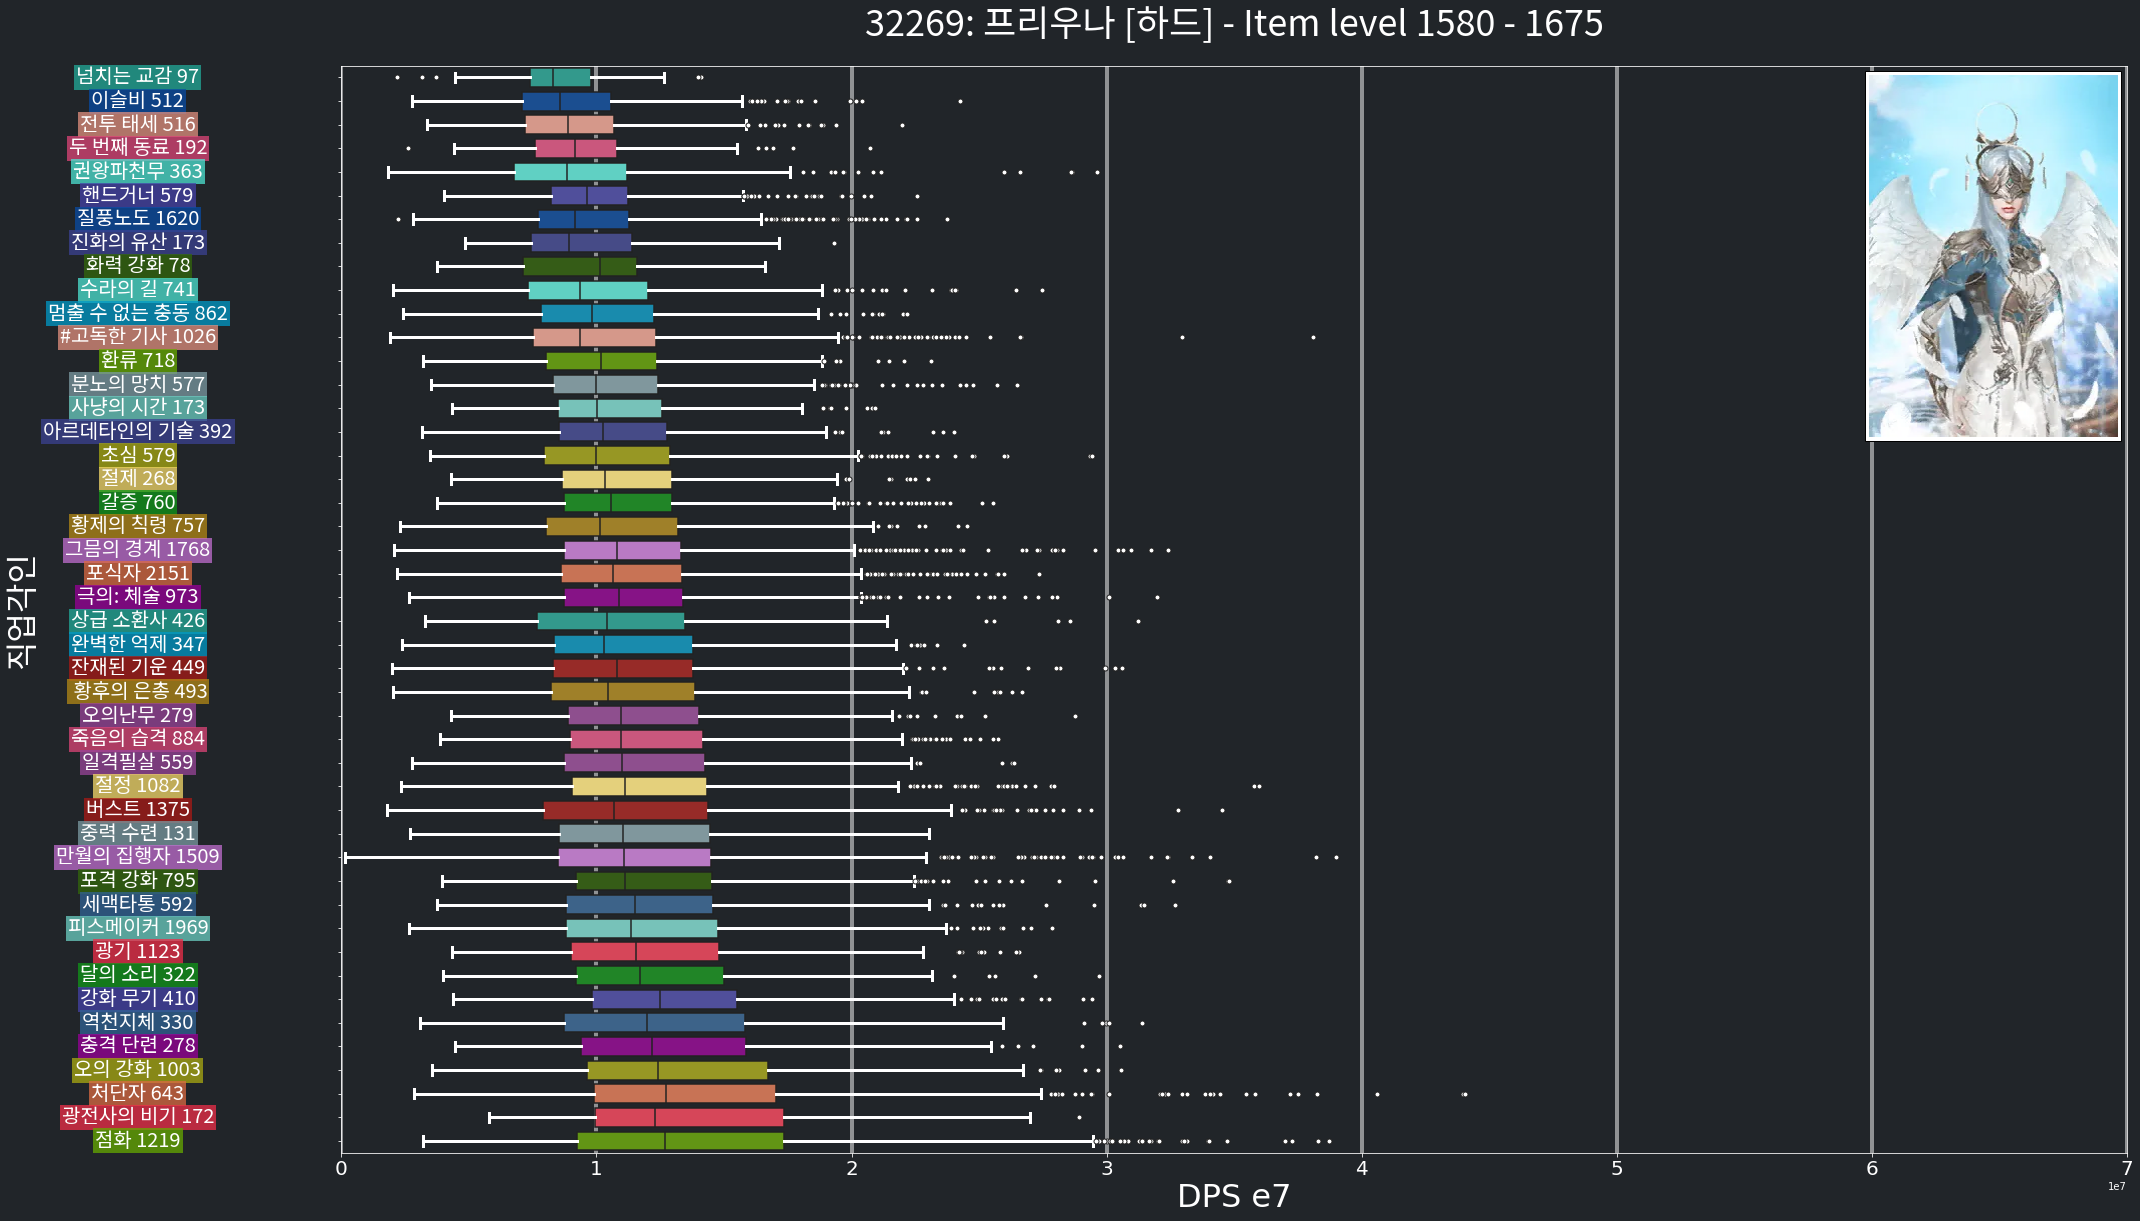 32269: 프리우나 [하드] - Item level 1580 - 1675
넘치는 교감 97
이슬비 512
전투 태세 516
두 번째 동료 192
권왕파천무 363
핸드거너 579
질풍노도 1620
진화의 유산 173
화력 강화 78
수라의 길 741
멈출 수 없는 충동 862
#고독한 기사 1026
환류 718
분노의 망치 577
사냥의 시간 173
아르데타인의 기술 392
초심 579
절제 268
갈증 760
황제의 칙령 757
그믐의 경계 1768
포식자 2151
극의: 체술 973
상급 소환사 426
완벽한 억제 347
잔재된 기운 449
황후의 은총 493
오의난무 279
죽음의 습격 884
일격필살 559
절정 1082
버스트 1375
중력 수련 131
만월의 집행자 1509
포격 강화 795
세맥타통 592
피스메이커 1969
광기 1123
달의 소리 322
강화 무기 410
역천지체 330
충격 단련 278
오의 강화 1003
처단자 643
광전사의 비기 172
점화 1219
직업각인
0 1 2 3 4 5 6 7
1e7
DPS e7